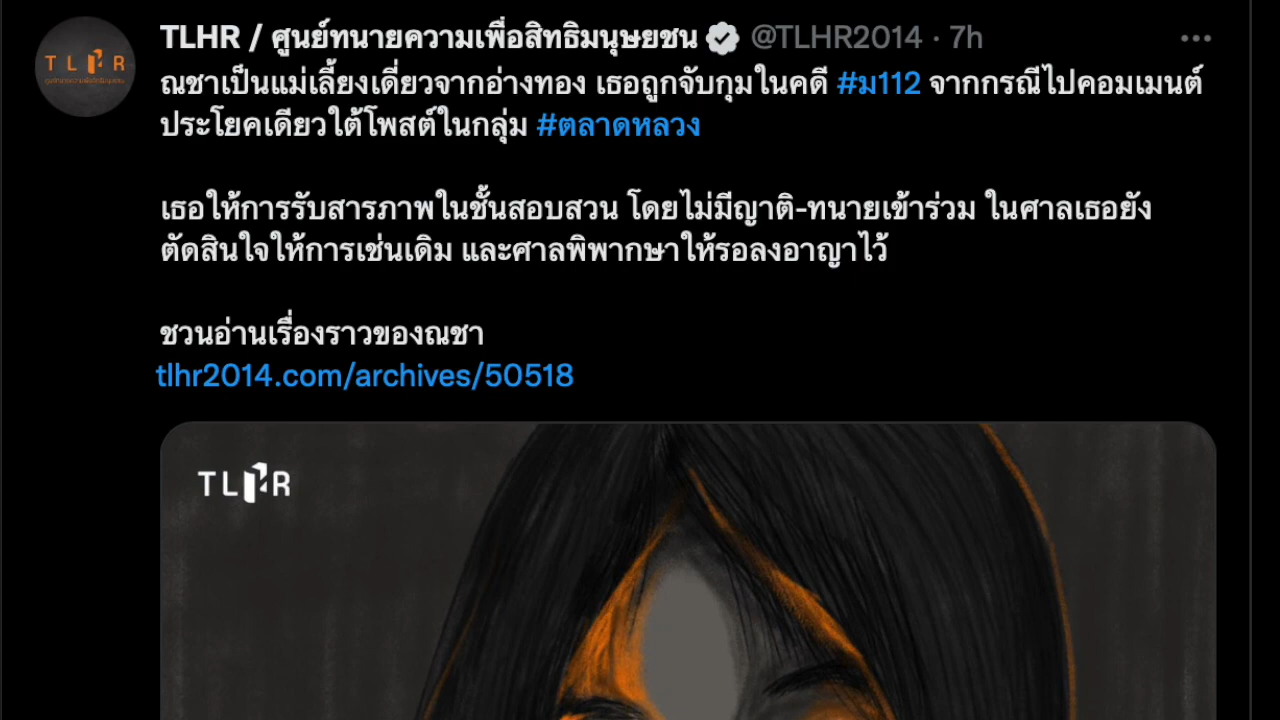 TLHR
TLHR / ศูนย์ทนายความเพื่อสิทธิมนุษยชน @TLHR2014 · 7h
ณชาเป็นแม่เลี้ยงเดี่ยวจากอ่างทอง เธอถูกจับกุมในคดี #ม112 จากกรณีไปคอมเมนต์
ประโยคเดียวใต้โพสต์ในกลุ่ม #ตลาดหลวง
เธอให้การรับสารภาพในชั้นสอบสวน โดยไม่มีญาติ-ทนายเข้าร่วม ในศาลเธอยัง
ตัดสินใจให้การเช่นเดิม และศาลพิพากษาให้รอลงอาญาไว้
ชวนอ่านเรื่องราวของณชา
tlhr2014.com/archives/50518
TLHR